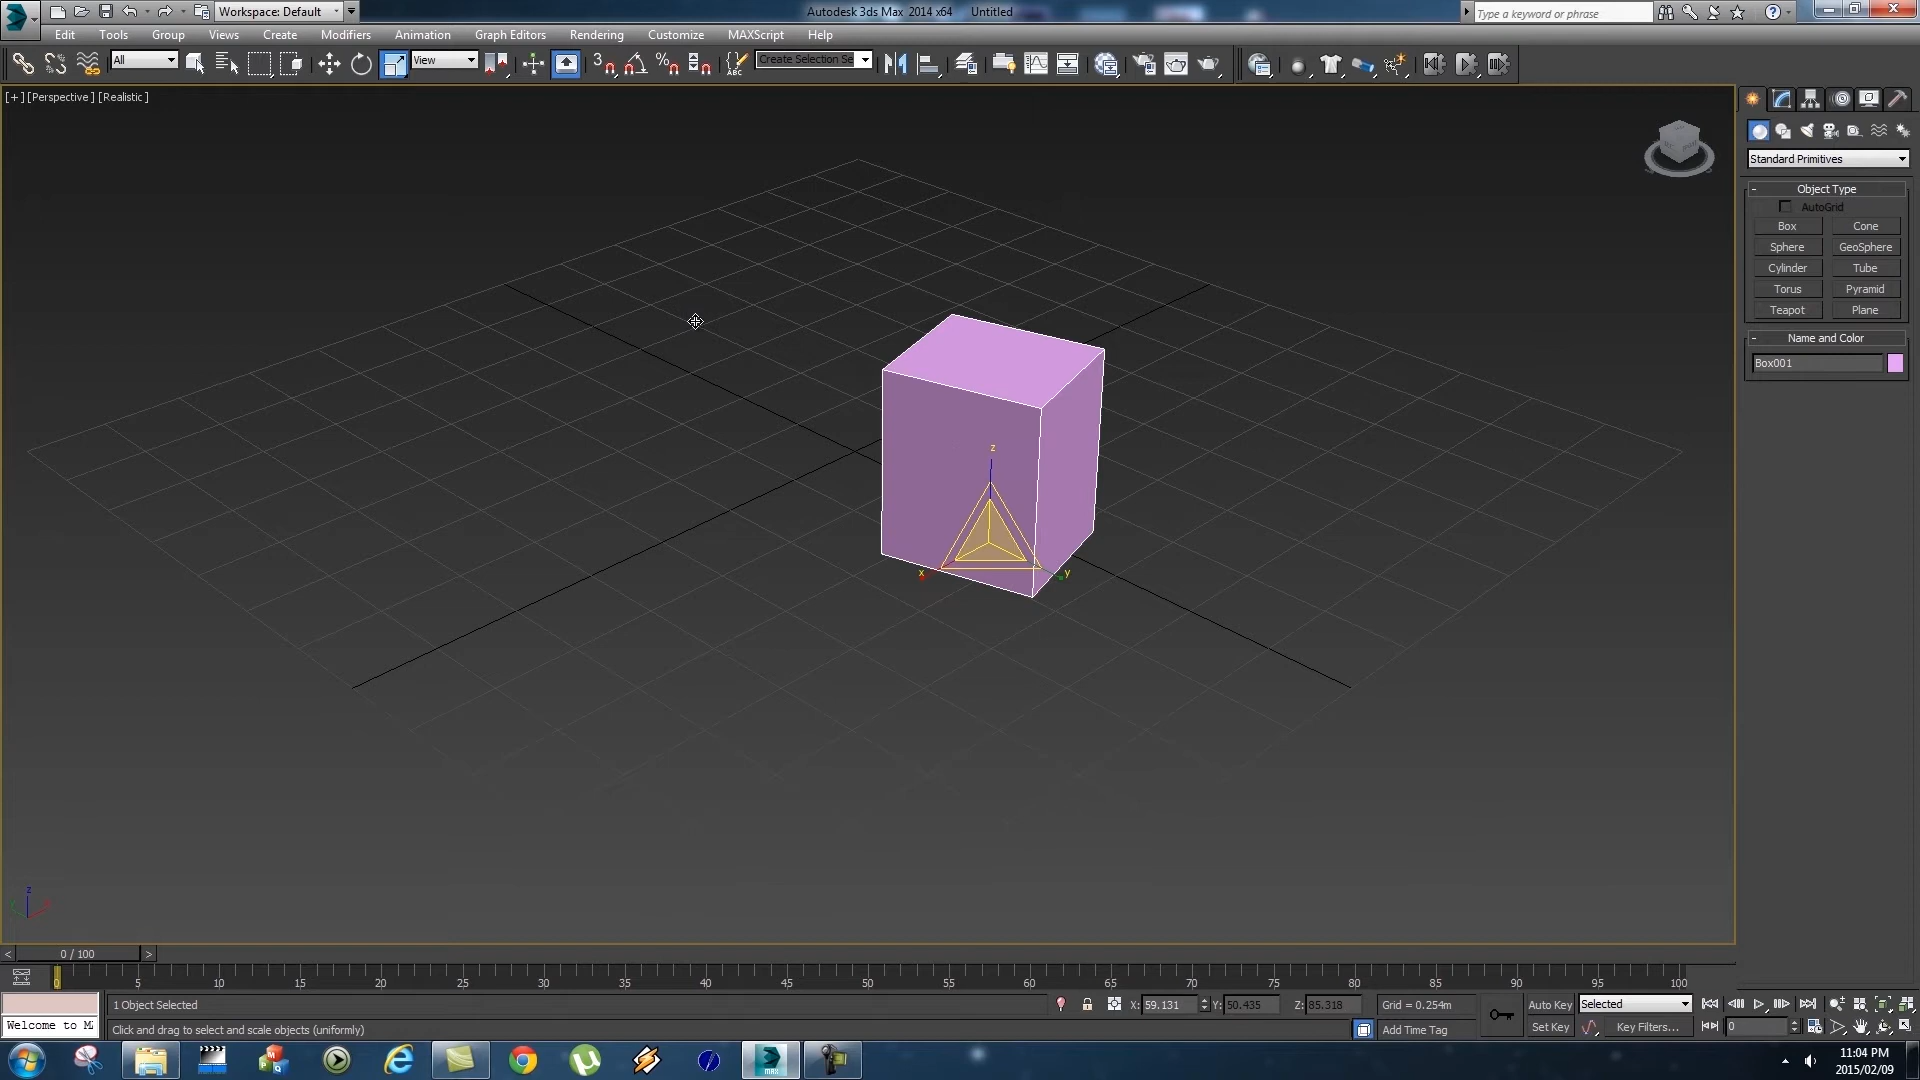 Workspace: Default
Autodesk 3ds Max 2014 x64 Untitled
Type a keyword or phrase
Edit Tools Group Views Create Modifiers Animation Graph Editors Rendering Customize MAXScript Help
All
View
3
Create Selection Se
[+] [Perspective] [Realistic]
Standard Primitives
- Object Type
AutoGrid
Box Cone
Sphere GeoSphere
Cylinder Tube
Torus Pyramid
Teapot Plane
- Name and Color
Box001
z
x
y
z
< 0 / 100 >
0 5 10 15 20 25 30 35 40 45 50 55 60 65 70 75 80 85 90 95 100
1 Object Selected
X: 59.131 Y: 50.435 Z: 85.318 Grid = 0.254m
Auto Key Selected
Welcome to M
Click and drag to select and scale objects (uniformly)
Add Time Tag
Set Key Key Filters... 0
MAX
11:04 PM
2015/02/09